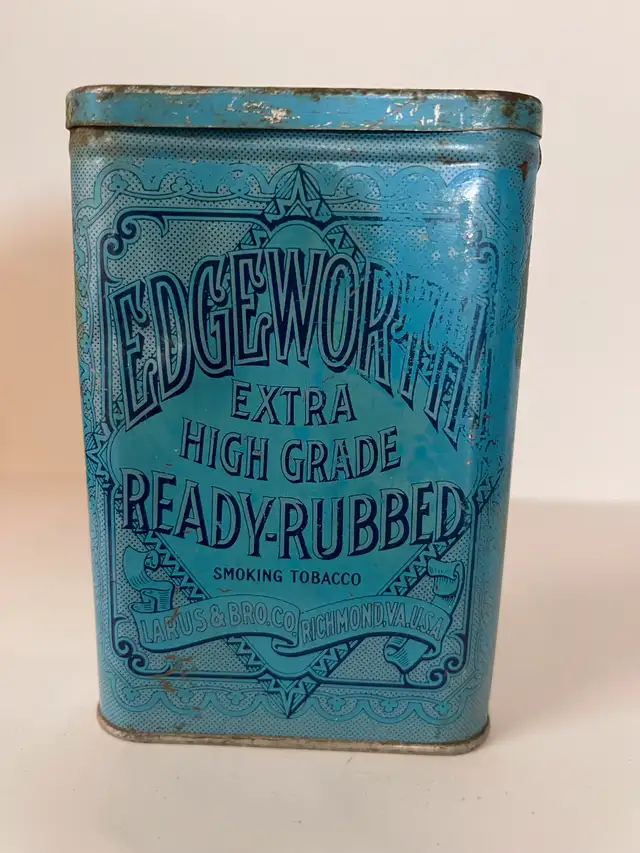 EDGEWORTH
EXTRA
HIGH GRADE
READY-RUBBED
SMOKING TOBACCO
LARUS & BRO. CO. RICHMOND, VA. U.S.A.